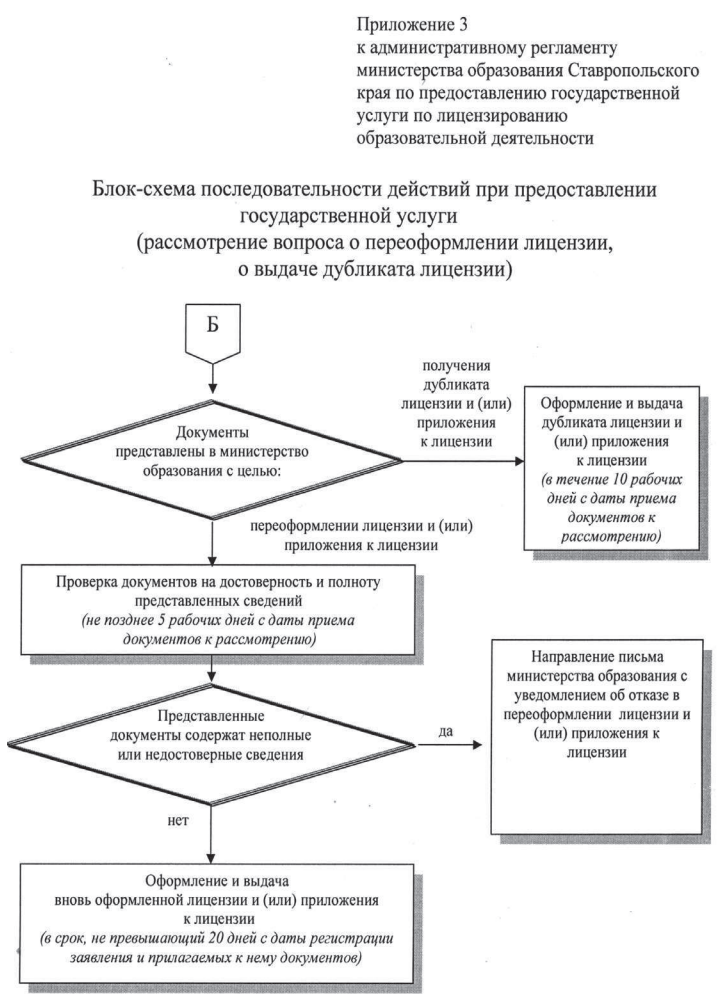 Приложение 3
к административному регламенту
министерства образования Ставропольского
края по предоставлению государственной
услуги по лицензированию
образовательной деятельности
Блок-схема последовательности действий при предоставлении
государственной услуги
(рассмотрение вопроса о переоформлении лицензии,
о выдаче дубликата лицензии)
Б
Документы
представлены в министерство
образования с целью:
получения
дубликата
лицензии и (или)
приложения
к лицензии
Оформление и выдача
дубликата лицензии и
(или) приложения
к лицензии
(в течение 10 рабочих
дней с даты приема
документов к
рассмотрению)
переоформлении лицензии и (или)
приложения к лицензии
Проверка документов на достоверность и полноту
представленных сведений
(не позднее 5 рабочих дней с даты приема
документов к рассмотрению)
Представленные
документы содержат неполные
или недостоверные сведения
да
Направление письма
министерства образования с
уведомлением об отказе в
переоформлении лицензии и
(или) приложения к
лицензии
нет
Оформление и выдача
вновь оформленной лицензии и (или) приложения
к лицензии
(в срок, не превышающий 20 дней с даты регистрации
заявления и прилагаемых к нему документов)